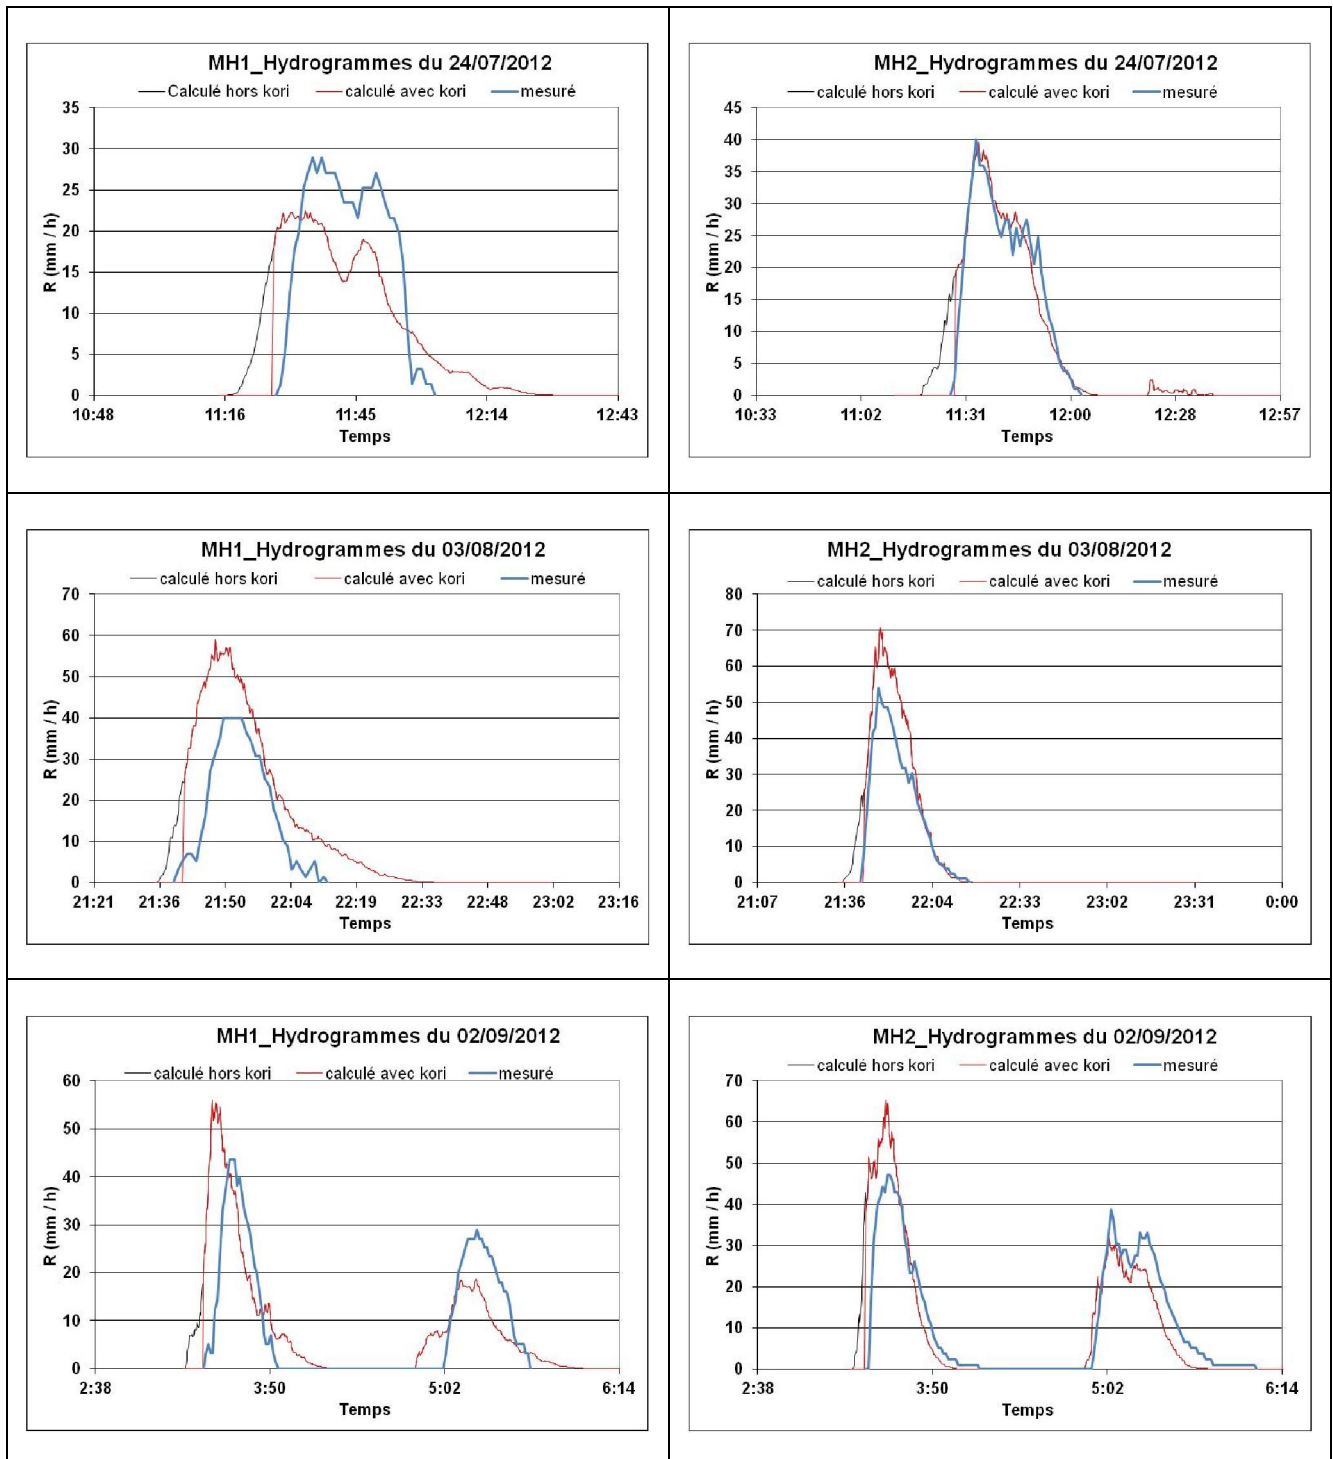 MH1_Hydrogrammes du 24/07/2012
Calculé hors kori calculé avec kori mesuré
35
30
25
20
15
10
5
0
R (mm / h)
10:48 11:16 11:45 12:14 12:43
Temps
MH2_Hydrogrammes du 24/07/2012
calculé hors kori calculé avec kori mesuré
45
40
35
30
25
20
15
10
5
0
R (mm / h)
10:33 11:02 11:31 12:00 12:28 12:57
Temps
MH1_Hydrogrammes du 03/08/2012
calculé hors kori calculé avec kori mesuré
70
60
50
40
30
20
10
0
R (mm / h)
21:21 21:36 21:50 22:04 22:19 22:33 22:48 23:02 23:16
Temps
MH2_Hydrogrammes du 03/08/2012
calculé hors kori calculé avec kori mesuré
80
70
60
50
40
30
20
10
0
R (mm / h)
21:07 21:36 22:04 22:33 23:02 23:31 0:00
Temps
MH1_Hydrogrammes du 02/09/2012
calculé hors kori calculé avec kori mesuré
60
50
40
30
20
10
0
R (mm / h)
2:38 3:50 5:02 6:14
Temps
MH2_Hydrogrammes du 02/09/2012
calculé hors kori calculé avec kori mesuré
70
60
50
40
30
20
10
0
R (mm / h)
2:38 3:50 5:02 6:14
Temps